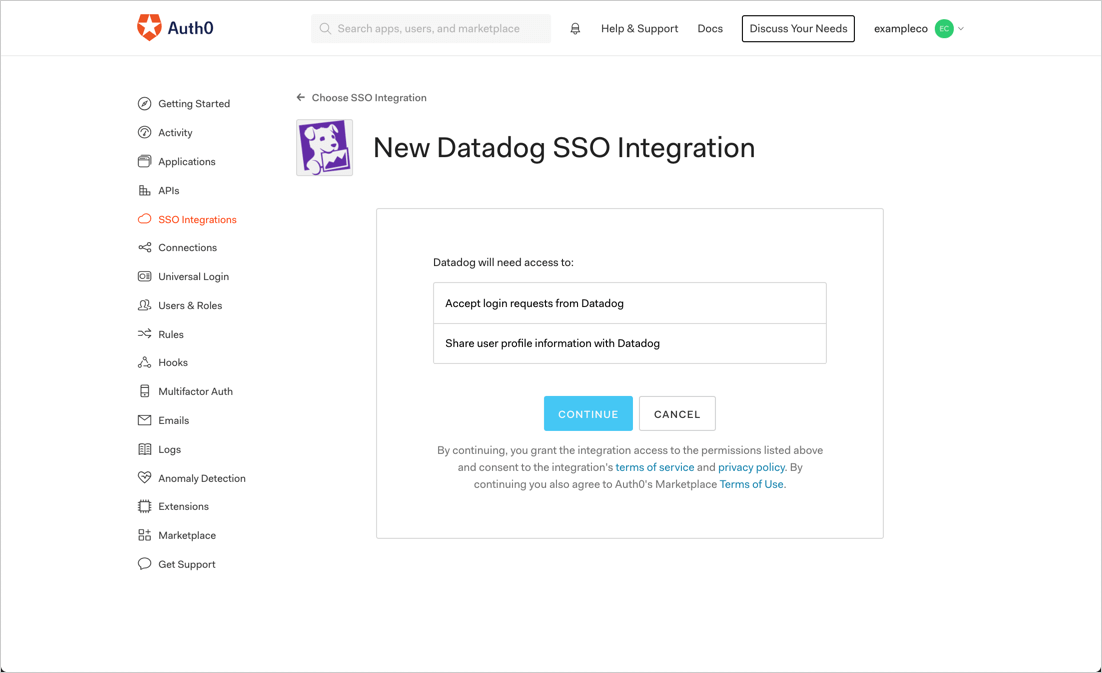 Auth0
Search apps, users, and marketplace
Help & Support
Docs
Discuss Your Needs
exampleco
EC
Getting Started
Activity
Applications
APIs
SSO Integrations
Connections
Universal Login
Users & Roles
Rules
Hooks
Multifactor Auth
Emails
Logs
Anomaly Detection
Extensions
Marketplace
Get Support
Choose SSO Integration
New Datadog SSO Integration
Datadog will need access to:
Accept login requests from Datadog
Share user profile information with Datadog
CONTINUE
CANCEL
By continuing, you grant the integration access to the permissions listed above
and consent to the integration's terms of service and privacy policy. By
continuing you also agree to Auth0's Marketplace Terms of Use.